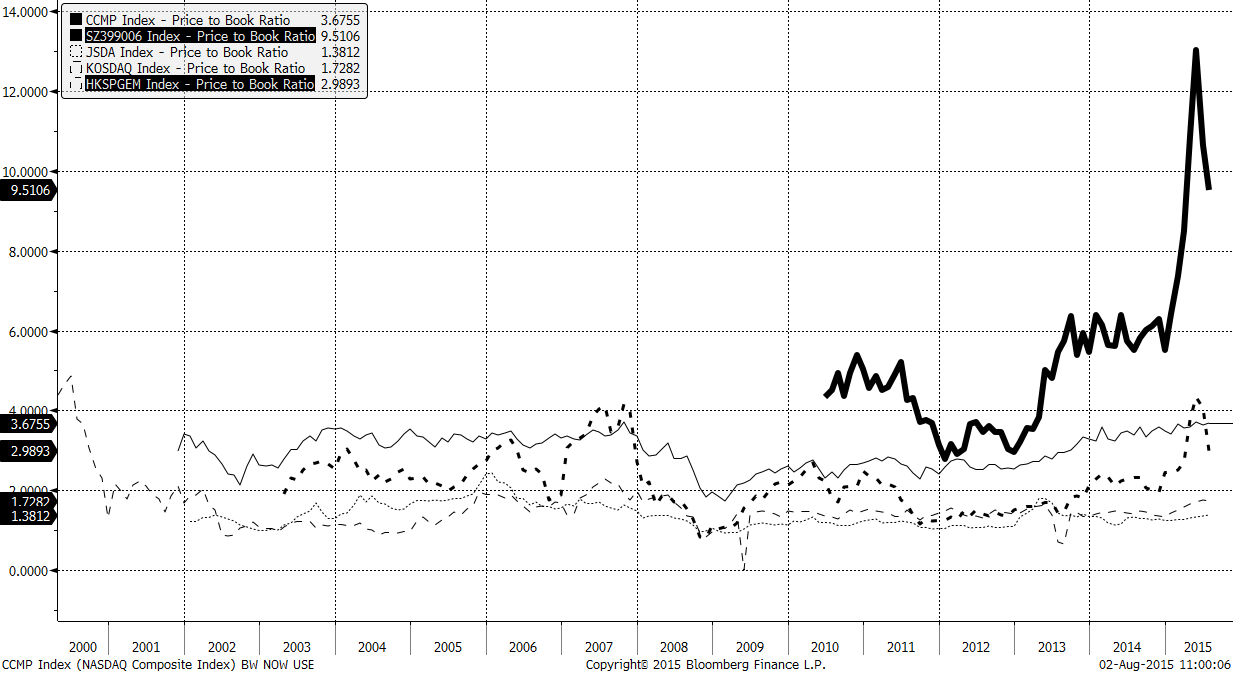 14.0000
CCMP Index - Price to Book Ratio 3.6755
SZ399006 Index - Price to Book Ratio 9.5106
JSDA Index - Price to Book Ratio 1.3812
KOSDAQ Index - Price to Book Ratio 1.7282
HKSPGEM Index - Price to Book Ratio 2.9893
12.0000
10.0000
9.5106
8.0000
6.0000
4.0000
3.6755
2.9893
2.0000
1.7282
1.3812
0.0000
2000 2001 2002 2003 2004 2005 2006 2007 2008 2009 2010 2011 2012 2013 2014 2015
CCMP Index (NASDAQ Composite Index) BW NOW USE Copyright© 2015 Bloomberg Finance L.P. 02-Aug-2015 11:00:06